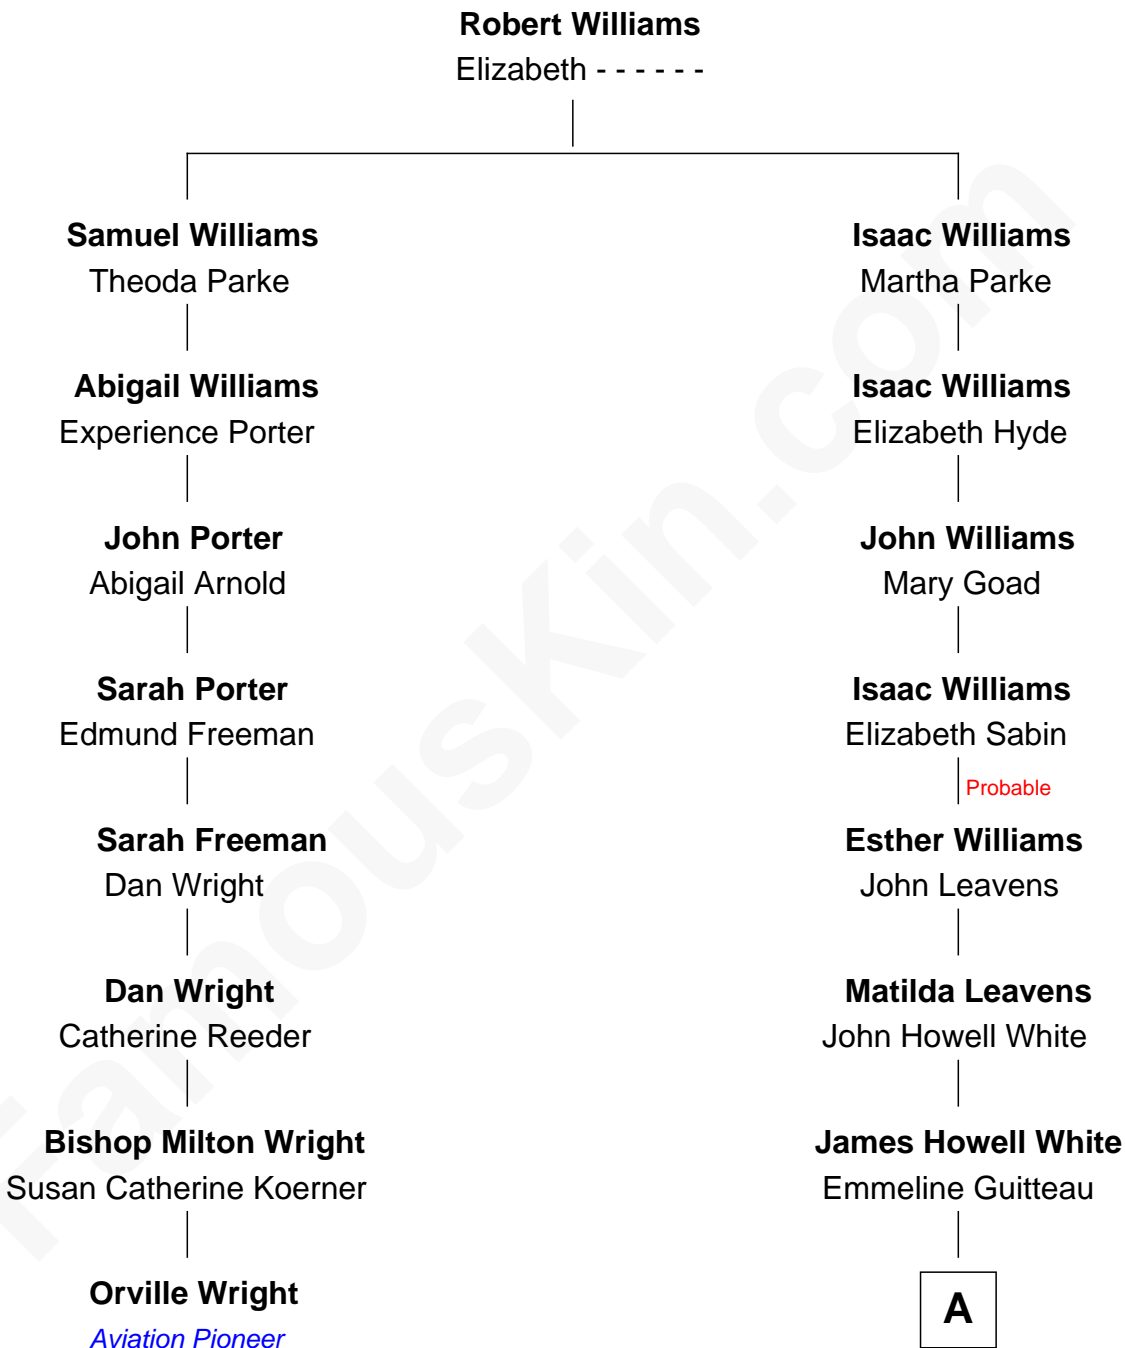 Robert Williams
Elizabeth - - - - - -
Samuel Williams
Theoda Parke
Isaac Williams
Martha Parke
Abigail Williams
Experience Porter
Isaac Williams
Elizabeth Hyde
John Porter
Abigail Arnold
John Williams
Mary Goad
Sarah Porter
Edmund Freeman
Isaac Williams
Elizabeth Sabin
Probable
Sarah Freeman
Dan Wright
Esther Williams
John Leavens
Dan Wright
Catherine Reeder
Matilda Leavens
John Howell White
Bishop Milton Wright
Susan Catherine Koerner
James Howell White
Emmeline Guitteau
Orville Wright
Aviation Pioneer
A
FamousKin.com